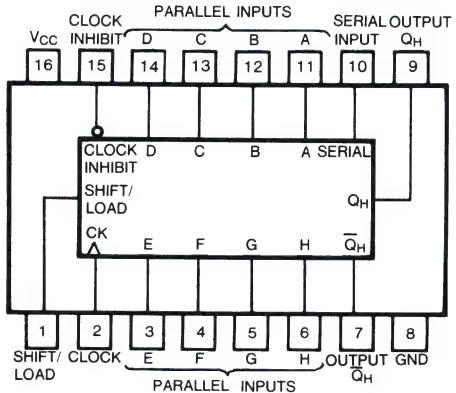 PARALLEL INPUTS
CLOCK INHIBIT SERIAL INPUT OUTPUT QH
VCC D C B A
16 15 14 13 12 11 10 9
CLOCK INHIBIT D C B A SERIAL
SHIFT/ LOAD
QH
CK E F G H Q̅H
1 2 3 4 5 6 7 8
SHIFT/ LOAD CLOCK E F G H OUTPUT Q̅H GND
PARALLEL INPUTS